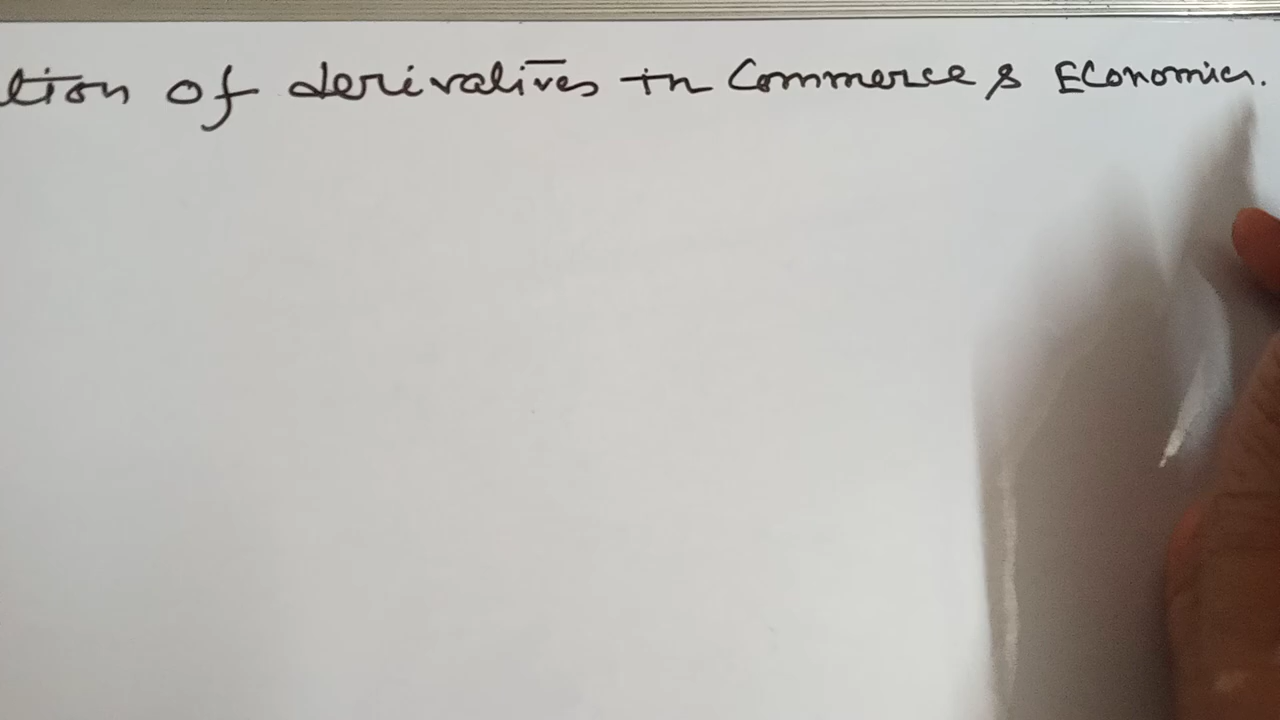 tion of derivatives in Commerce & Economics.